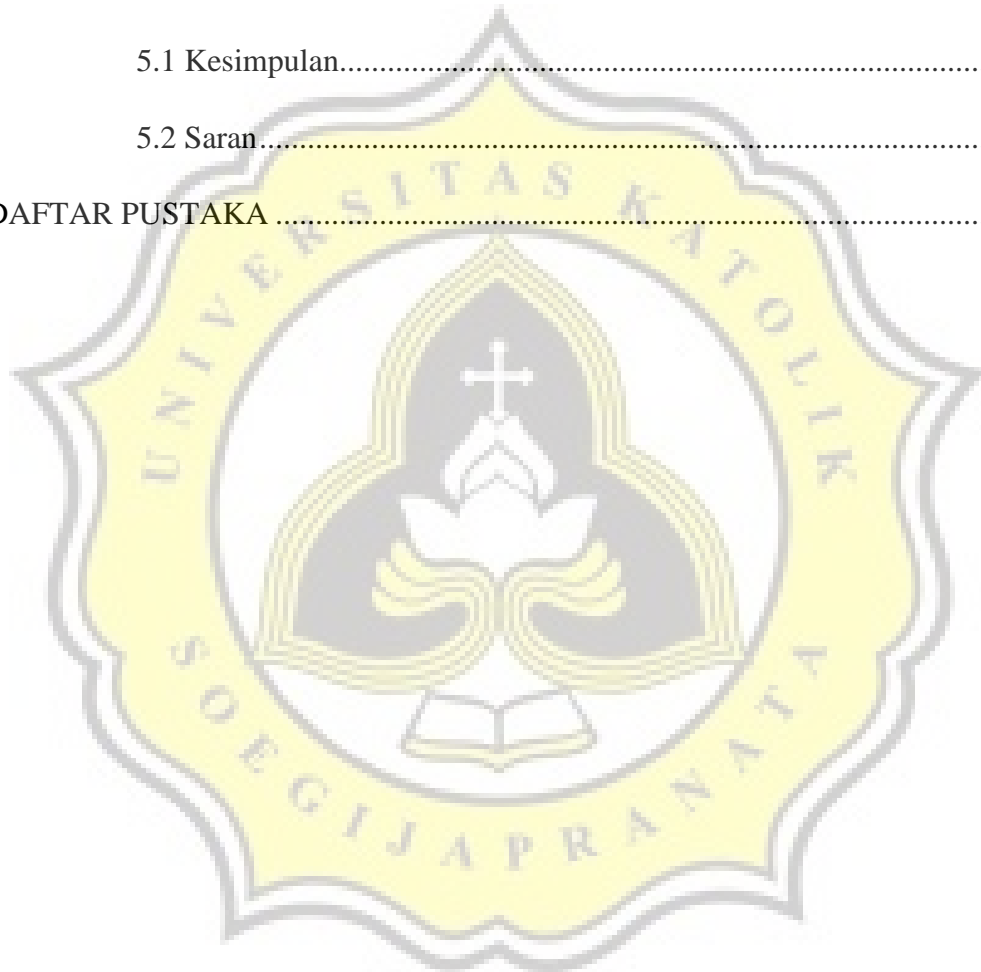 5.1 Kesimpulan.......................................................................................
5.2 Saran.................................................................................................
DAFTAR PUSTAKA ...............................................................................................
UNIVERSITAS KATOLIK
SOEGIJAPRANATA